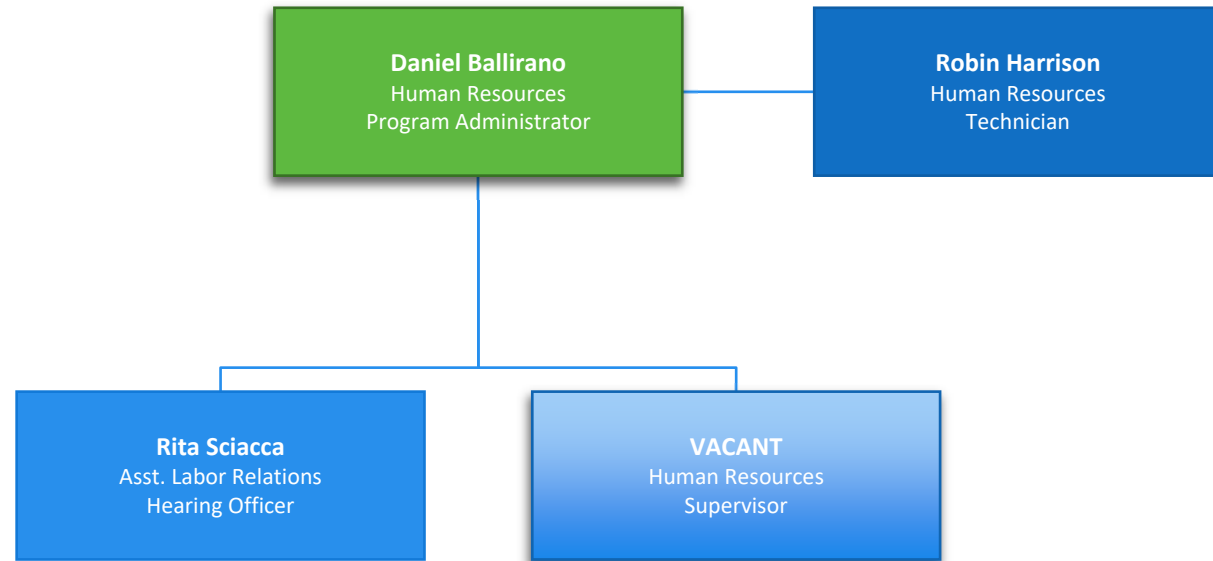 Daniel Ballirano
Human Resources
Program Administrator
Robin Harrison
Human Resources
Technician
Rita Sciacca
Asst. Labor Relations
Hearing Officer
VACANT
Human Resources
Supervisor